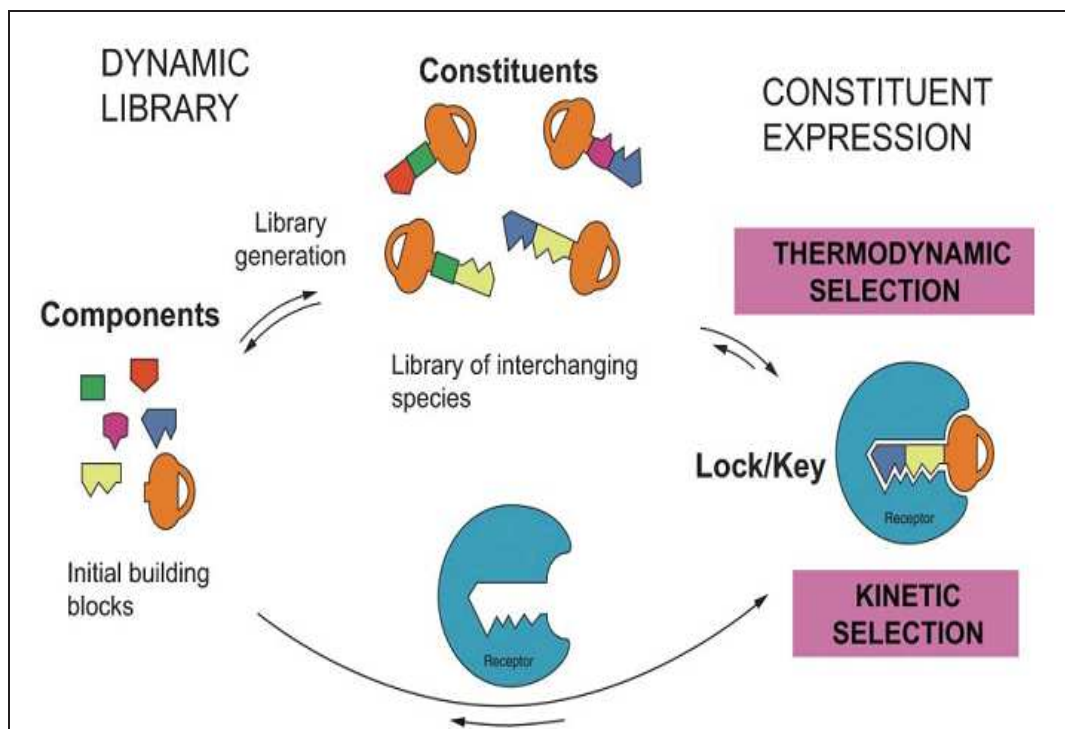 DYNAMIC
LIBRARY
Constituents
CONSTITUENT
EXPRESSION
Library
generation
THERMODYNAMIC
SELECTION
Components
Library of interchanging
species
Lock/Key
Receptor
Initial building
blocks
Receptor
KINETIC
SELECTION